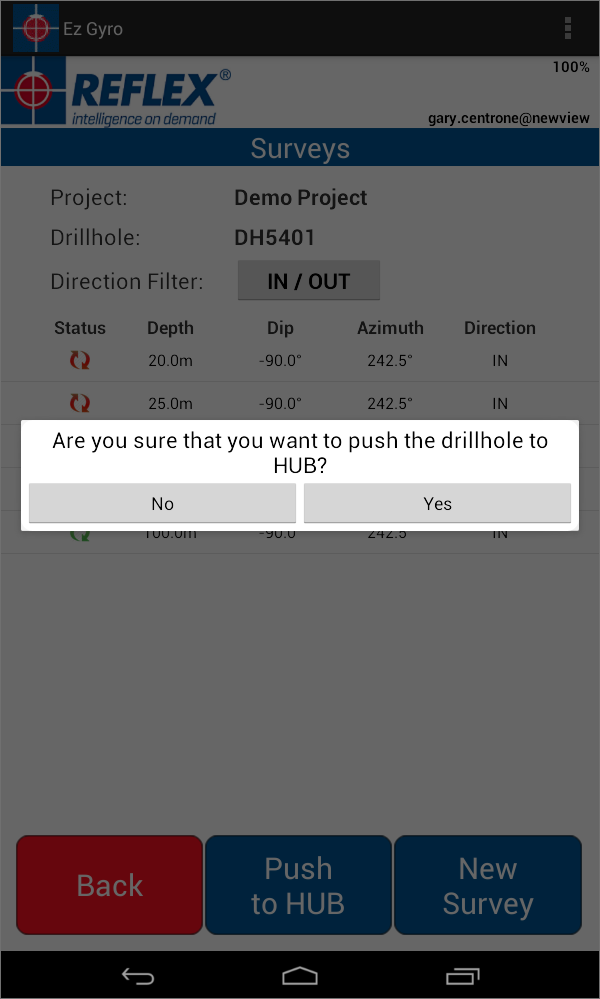 Ez Gyro
100%
REFLEX®
intelligence on demand
gary.centrone@newview
Surveys
Project: Demo Project
Drillhole: DH5401
Direction Filter: IN / OUT
Status Depth Dip Azimuth Direction
20.0m -90.0° 242.5° IN
25.0m -90.0° 242.5° IN
Are you sure that you want to push the drillhole to
HUB?
No Yes
100.0m -90.0 242.5 IN
Back
Push
to HUB
New
Survey